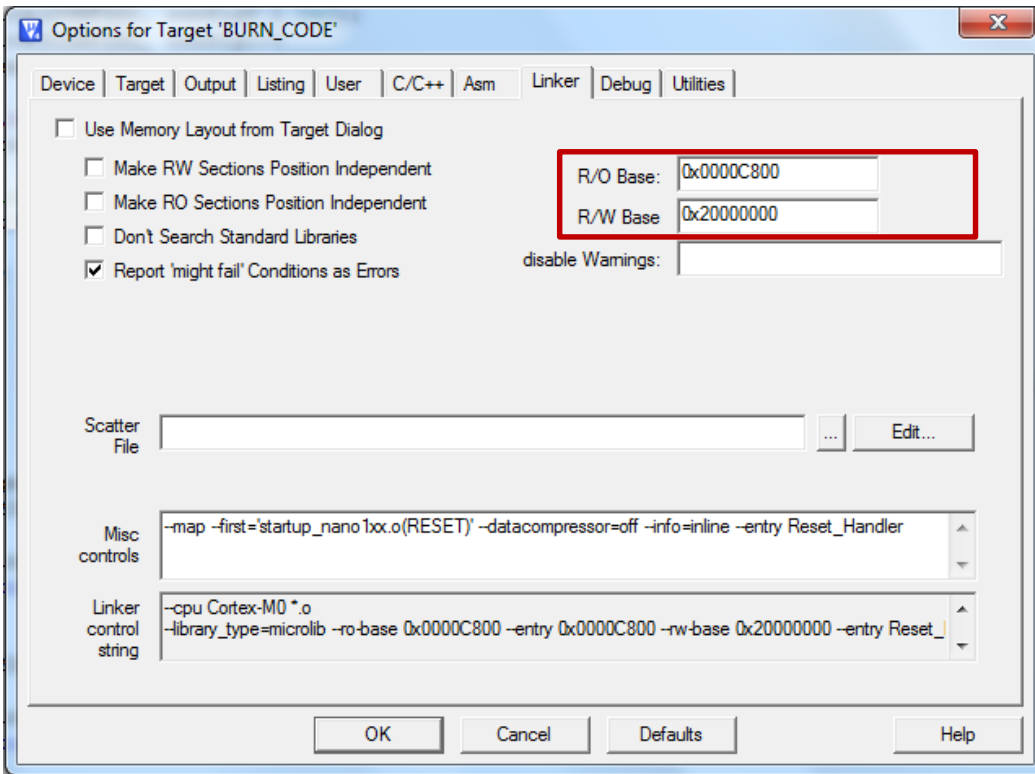 Options for Target 'BURN_CODE'
Device Target Output Listing User C/C++ Asm Linker Debug Utilities
Use Memory Layout from Target Dialog
Make RW Sections Position Independent
Make RO Sections Position Independent
Don't Search Standard Libraries
Report 'might fail' Conditions as Errors
R/O Base: 0x0000C800
R/W Base 0x20000000
disable Warnings:
Scatter
File
...
Edit...
Misc
controls
--map --first='startup_nano1xx.o(RESET)' --datacompressor=off --info=inline --entry Reset_Handler
Linker
control
string
--cpu Cortex-M0 *.o
--library_type=microlib --ro-base 0x0000C800 --entry 0x0000C800 --rw-base 0x20000000 --entry Reset_
OK Cancel Defaults Help